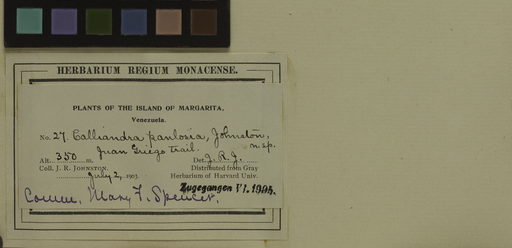 HERBARIUM REGIUM MONACENSE.
PLANTS OF THE ISLAND OF MARGARITA,
Venezuela.
No. 27. Calliandra panlosia, Johnston, n.sp.
Juan Griego trail.
Alt. 350 m. Det. J. R. J.
Coll. J. R. JOHNSTON. Distributed from Gray
July 2, 1903. Herbarium of Harvard Univ.
Zugegangen VI. 1904.
Comm. Mary F. Spencer.